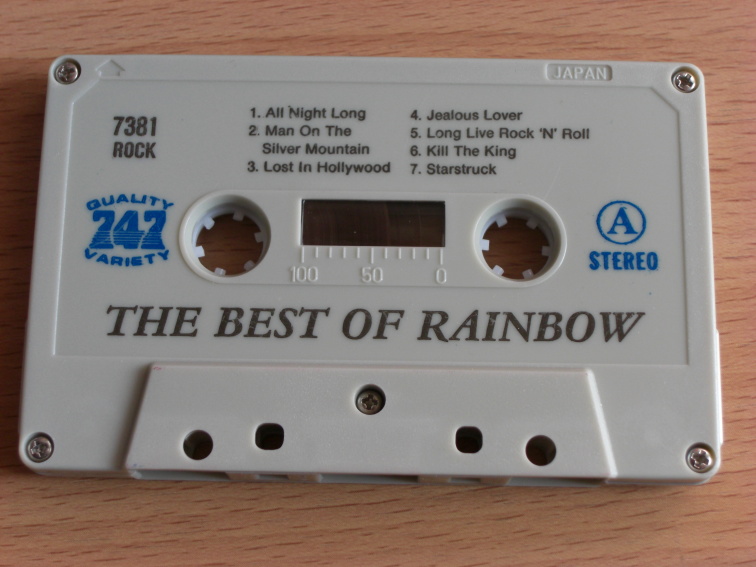 JAPAN
7381
ROCK
1. All Night Long
2. Man On The
Silver Mountain
3. Lost In Hollywood
4. Jealous Lover
5. Long Live Rock 'N' Roll
6. Kill The King
7. Starstruck
QUALITY
747
VARIETY
100 50 0
A
STEREO
THE BEST OF RAINBOW